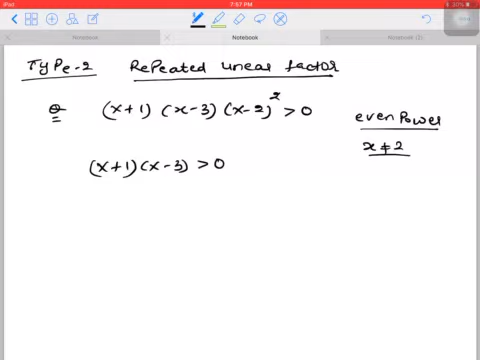 iPad 7:57 PM 30%
Notebook Notebook Notebook (2)
TYPe-2 RePeated linear factor
Q (x+1) (x-3) (x-2)² > 0
even Power
x ≠ 2
(x+1)(x-3) > 0